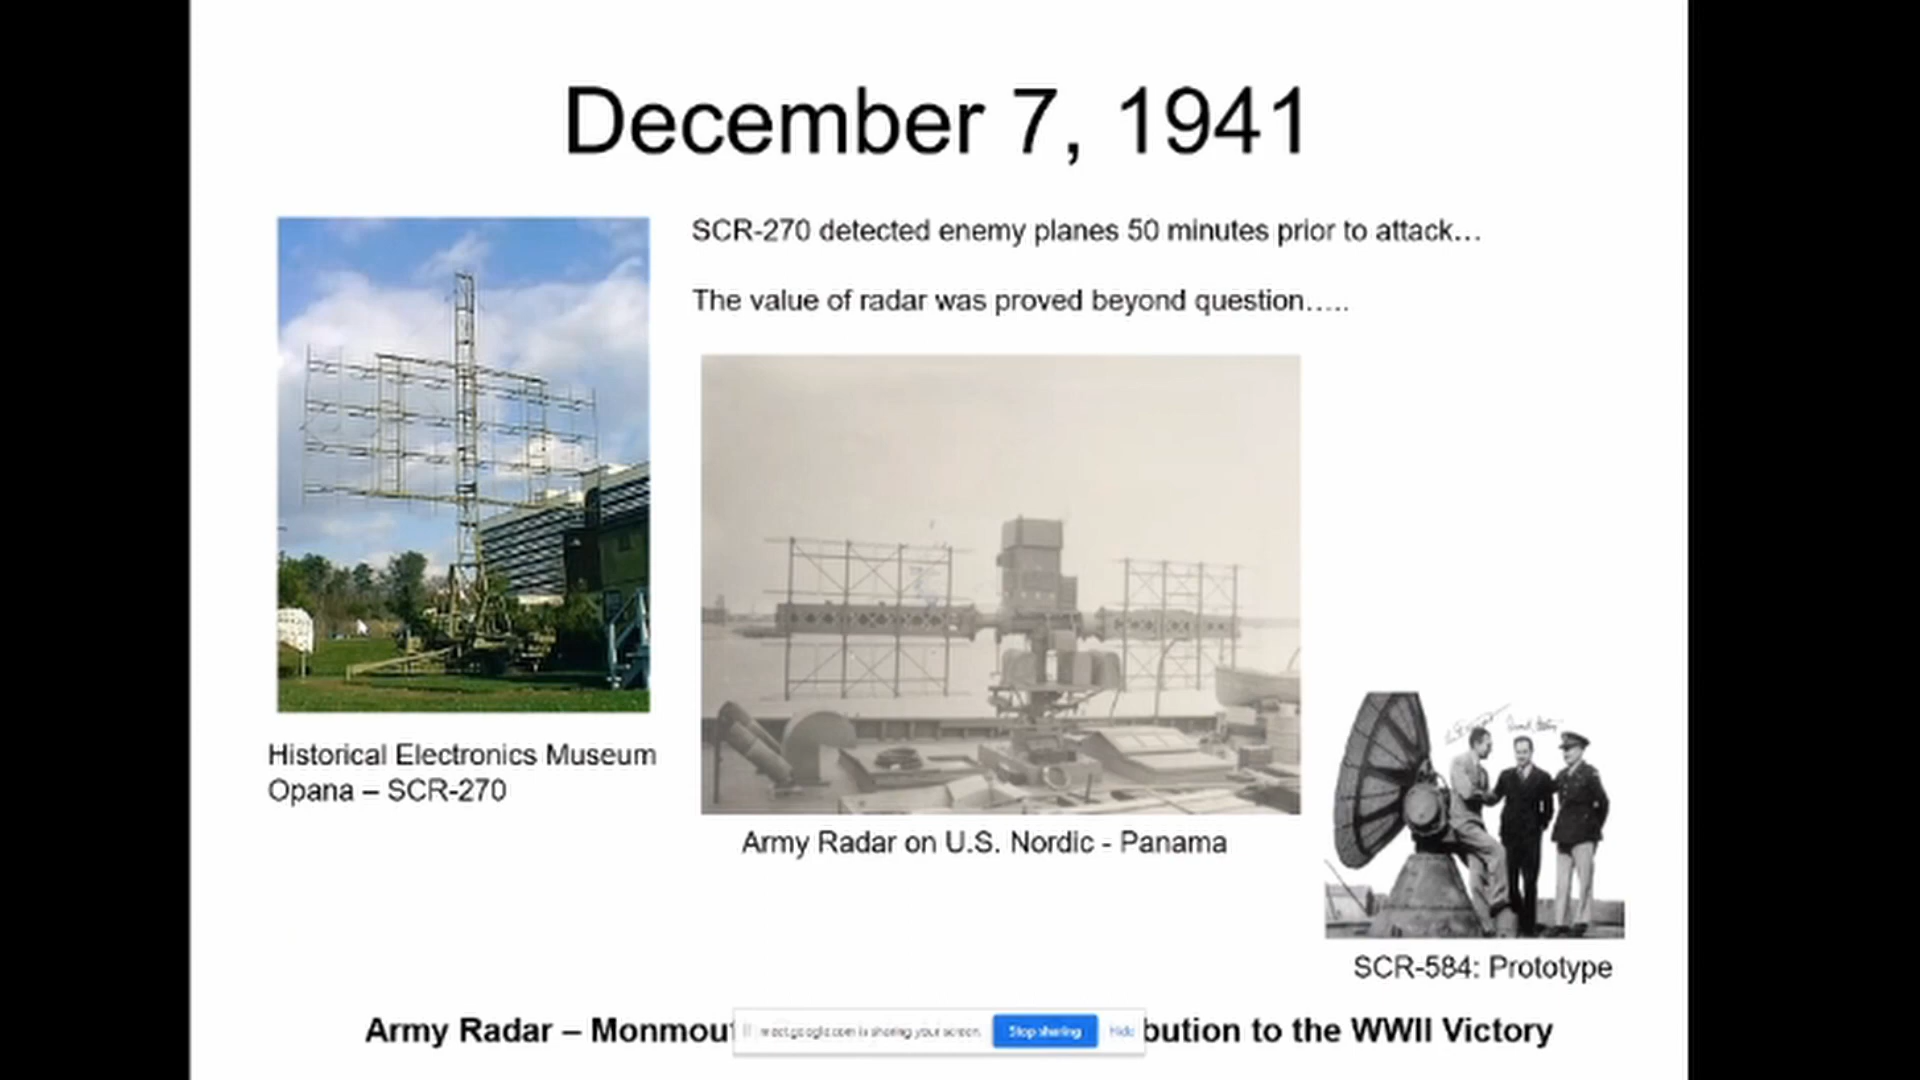 December 7, 1941
SCR-270 detected enemy planes 50 minutes prior to attack…
The value of radar was proved beyond question…..
Historical Electronics Museum
Opana – SCR-270
Army Radar on U.S. Nordic - Panama
SCR-584: Prototype
Army Radar – Monmout
meet.google.com is sharing your screen.
Stop sharing
Hide
bution to the WWII Victory